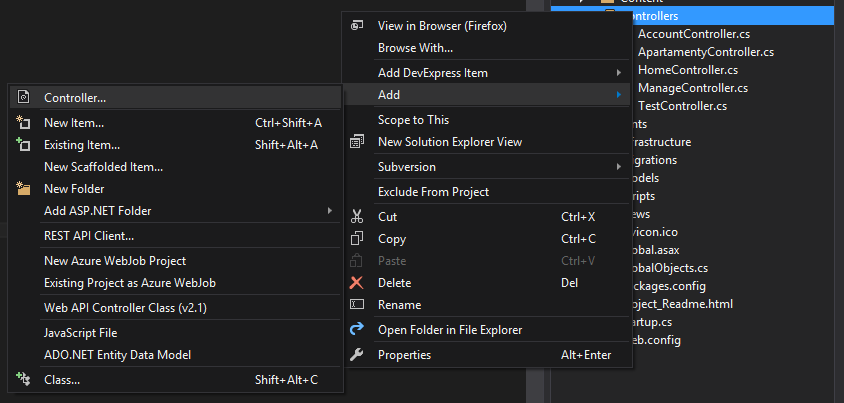 Content
Controllers
AccountController.cs
ApartamentyController.cs
HomeController.cs
ManageController.cs
TestController.cs
nts
frastructure
grations
odels
ripts
ews
vicon.ico
obal.asax
obalObjects.cs
ackages.config
oject_Readme.html
artup.cs
eb.config
View in Browser (Firefox)
Browse With...
Add DevExpress Item
Add
Scope to This
New Solution Explorer View
Subversion
Exclude From Project
Cut Ctrl+X
Copy Ctrl+C
Paste Ctrl+V
Delete Del
Rename
Open Folder in File Explorer
Properties Alt+Enter
Controller...
New Item... Ctrl+Shift+A
Existing Item... Shift+Alt+A
New Scaffolded Item...
New Folder
Add ASP.NET Folder
REST API Client...
New Azure WebJob Project
Existing Project as Azure WebJob
Web API Controller Class (v2.1)
JavaScript File
ADO.NET Entity Data Model
Class... Shift+Alt+C